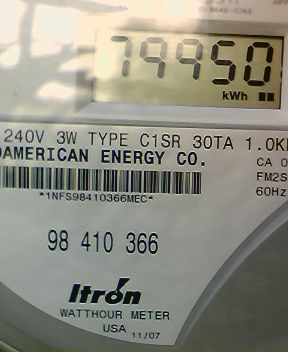 79950
kWh
240V 3W TYPE C1SR 30TA 1.0K
CA 0
AMERICAN ENERGY CO.
FM2S
60Hz
*1NFS98410366MEC*
98 410 366
Itron
WATTHOUR METER
USA 11/07